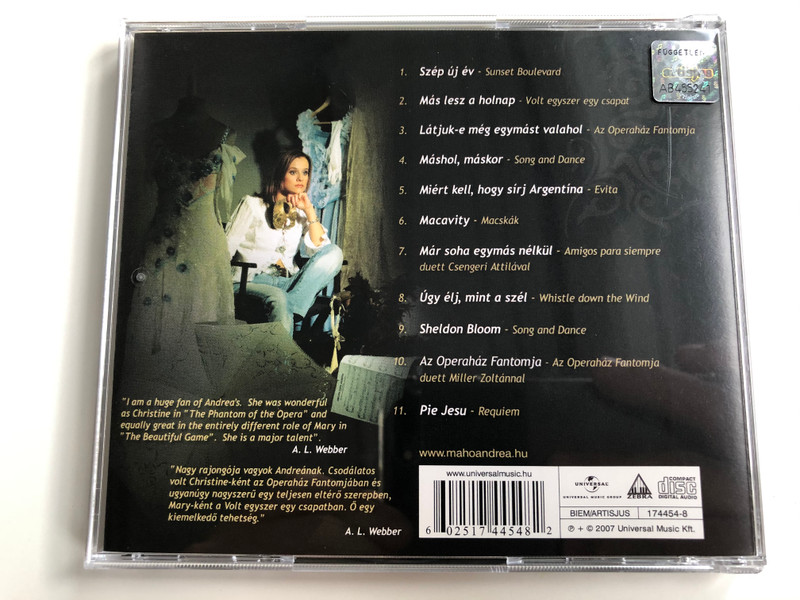 FÜGGETLEN
artisjus
AB455241
1. Szép új év - Sunset Boulevard
2. Más lesz a holnap - Volt egyszer egy csapat
3. Látjuk-e még egymást valahol - Az Operaház Fantomja
4. Máshol, máskor - Song and Dance
5. Miért kell, hogy sírj Argentína - Evita
6. Macavity - Macskák
7. Már soha egymás nélkül - Amigos para siempre
duett Csengeri Attilával
8. Úgy élj, mint a szél - Whistle down the Wind
9. Sheldon Bloom - Song and Dance
10. Az Operaház Fantomja - Az Operaház Fantomja
duett Miller Zoltánnal
11. Pie Jesu - Requiem
"I am a huge fan of Andrea's. She was wonderful
as Christine in "The Phantom of the Opera" and
equally great in the entirely different role of Mary in
"The Beautiful Game". She is a major talent".
A. L. Webber
"Nagy rajongója vagyok Andreának. Csodálatos
volt Christine-ként az Operaház Fantomjában és
ugyanúgy nagyszerű egy teljesen eltérő szerepben,
Mary-ként a Volt egyszer egy csapatban. Ő egy
kiemelkedő tehetség."
A. L. Webber
www.mahoandrea.hu
www.universalmusic.hu
6 02517 44548 2
UNIVERSAL
UNIVERSAL MUSIC GROUP
ZEBRA
COMPACT
disc
DIGITAL AUDIO
BIEM/ARTISJUS 174454-8
℗ + © 2007 Universal Music Kft.